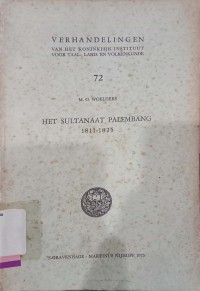 VERHANDELINGEN
VAN HET KONINKLIJK INSTITUUT
VOOR TAAL-, LAND- EN VOLKENKUNDE
72
M. O. WOELDERS
HET SULTANAAT PALEMBANG
1811-1825
'S-GRAVENHAGE - MARTINUS NIJHOFF, 1975